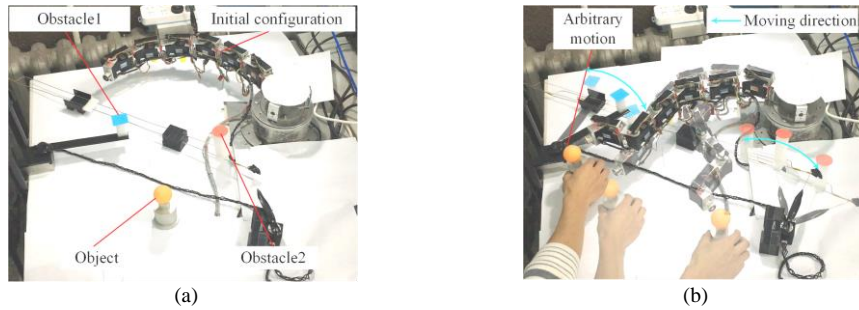 Obstacle1
Initial configuration
Object
Obstacle2
(a)
Arbitrary
motion
Moving direction
(b)